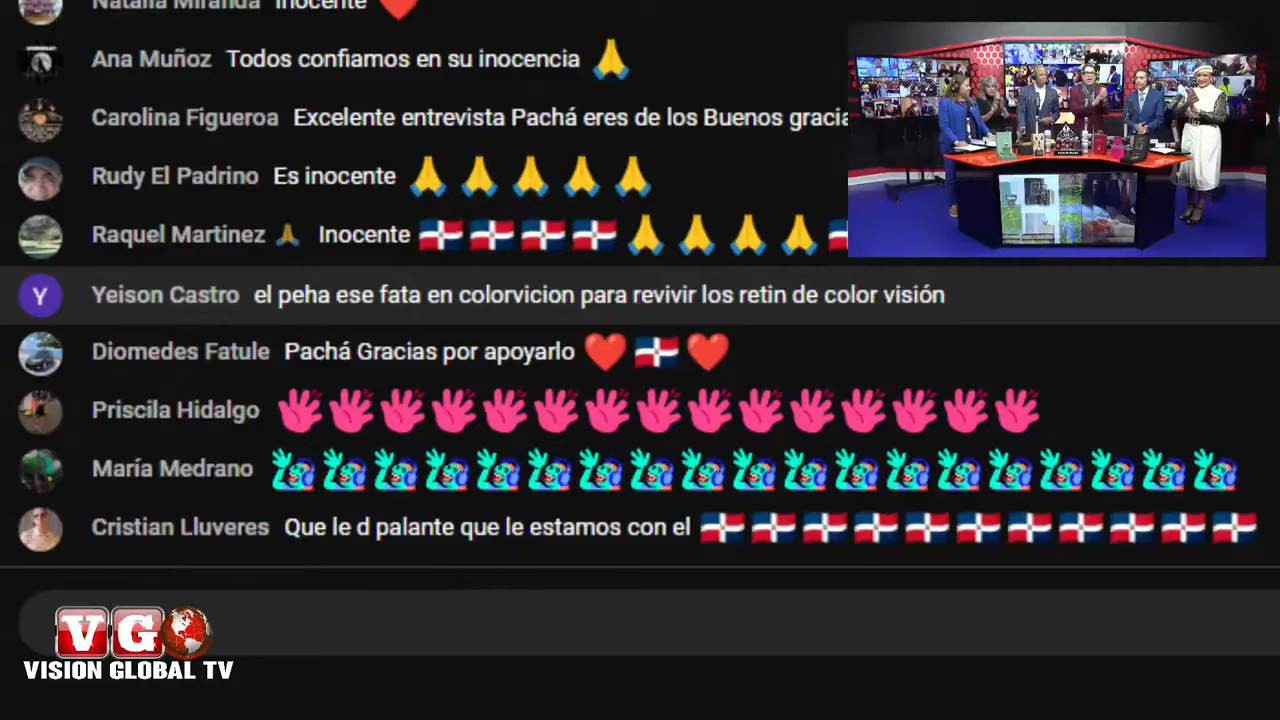 Natalia Miranda Inocente ❤️
Ana Muñoz Todos confiamos en su inocencia 🙏
Carolina Figueroa Excelente entrevista Pachá eres de los Buenos gracia
Rudy El Padrino Es inocente 🙏🙏🙏🙏🙏
Raquel Martinez 🙏 Inocente 🇩🇴🇩🇴🇩🇴🇩🇴🙏🙏🙏🙏🇩🇴
Y Yeison Castro el peha ese fata en colorvicion para revivir los retin de color visión
Diomedes Fatule Pachá Gracias por apoyarlo ❤️🇩🇴❤️
Priscila Hidalgo
María Medrano
Cristian Lluveres Que le d palante que le estamos con el 🇩🇴🇩🇴🇩🇴🇩🇴🇩🇴🇩🇴🇩🇴🇩🇴🇩🇴🇩🇴🇩🇴
VG
VISION GLOBAL TV